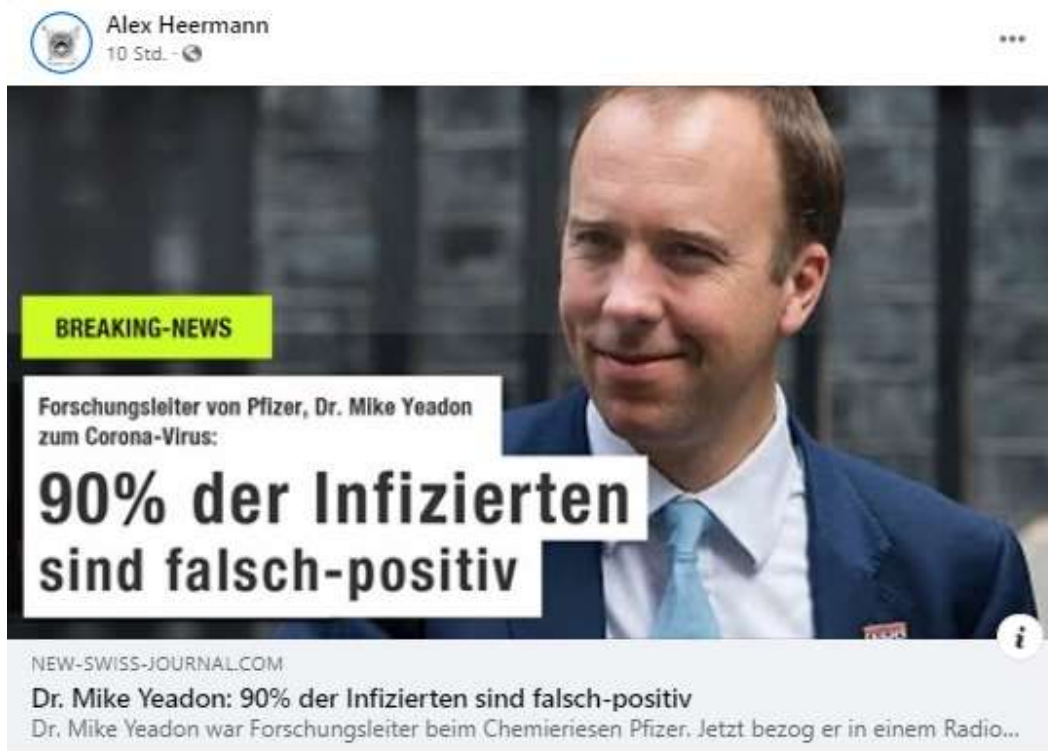 Alex Heermann
10 Std. ·
BREAKING-NEWS
Forschungsleiter von Pfizer, Dr. Mike Yeadon
zum Corona-Virus:
90% der Infizierten
sind falsch-positiv
i
NEW-SWISS-JOURNAL.COM
Dr. Mike Yeadon: 90% der Infizierten sind falsch-positiv
Dr. Mike Yeadon war Forschungsleiter beim Chemieriesen Pfizer. Jetzt bezog er in einem Radio...